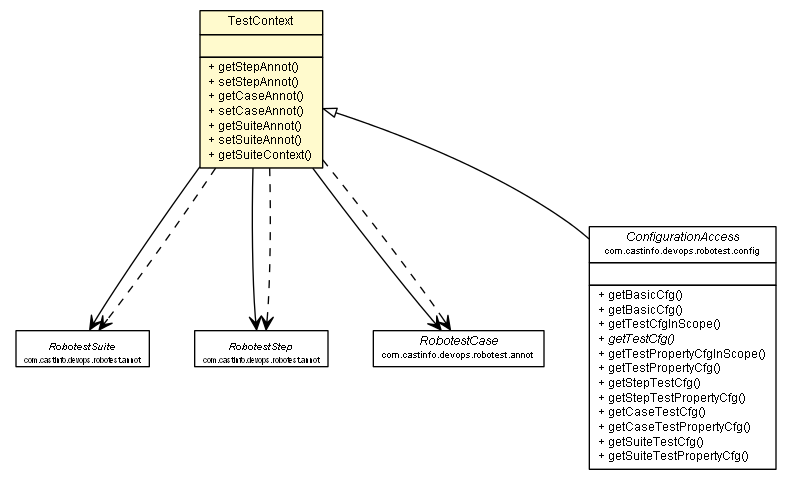 TestContext
+ getStepAnnot()
+ setStepAnnot()
+ getCaseAnnot()
+ setCaseAnnot()
+ getSuiteAnnot()
+ setSuiteAnnot()
+ getSuiteContext()
ConfigurationAccess
com.castinfo.devops.robotest.config
+ getBasicCfg()
+ getBasicCfg()
+ getTestCfgInScope()
+ getTestCfg()
+ getTestPropertyCfgInScope()
+ getTestPropertyCfg()
+ getStepTestCfg()
+ getStepTestPropertyCfg()
+ getCaseTestCfg()
+ getCaseTestPropertyCfg()
+ getSuiteTestCfg()
+ getSuiteTestPropertyCfg()
RobotestSuite
com.castinfo.devops.robotest.annot
RobotestStep
com.castinfo.devops.robotest.annot
RobotestCase
com.castinfo.devops.robotest.annot